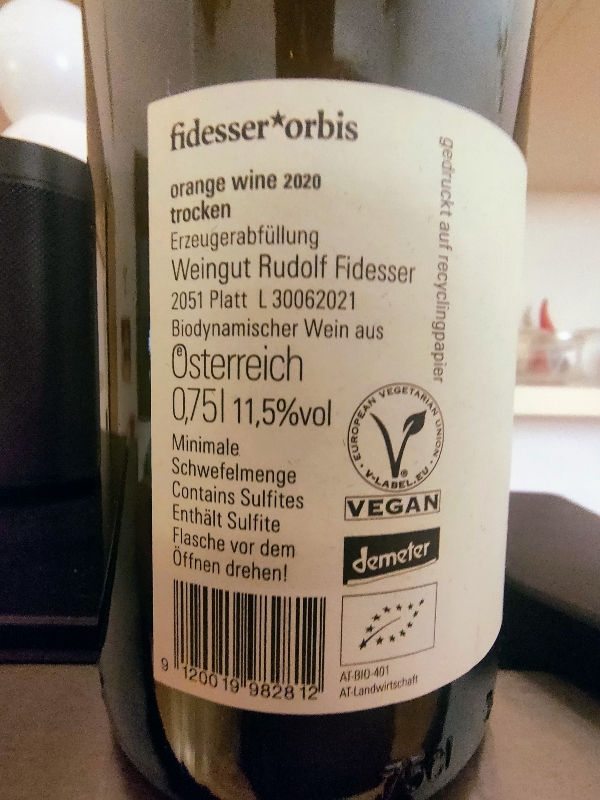 fidesser*orbis
orange wine 2020
trocken
Erzeugerabfüllung
Weingut Rudolf Fidesser
2051 Platt L 30062021
Biodynamischer Wein aus
Österreich
0,75l 11,5%vol
Minimale
Schwefelmenge
Contains Sulfites
Enthält Sulfite
Flasche vor dem
Öffnen drehen!
9 120019 982812
gedruckt auf recyclingpapier
EUROPEAN VEGETARIAN UNION
V-LABEL.EU
VEGAN
demeter
AT-BIO-401
AT-Landwirtschaft
75cl